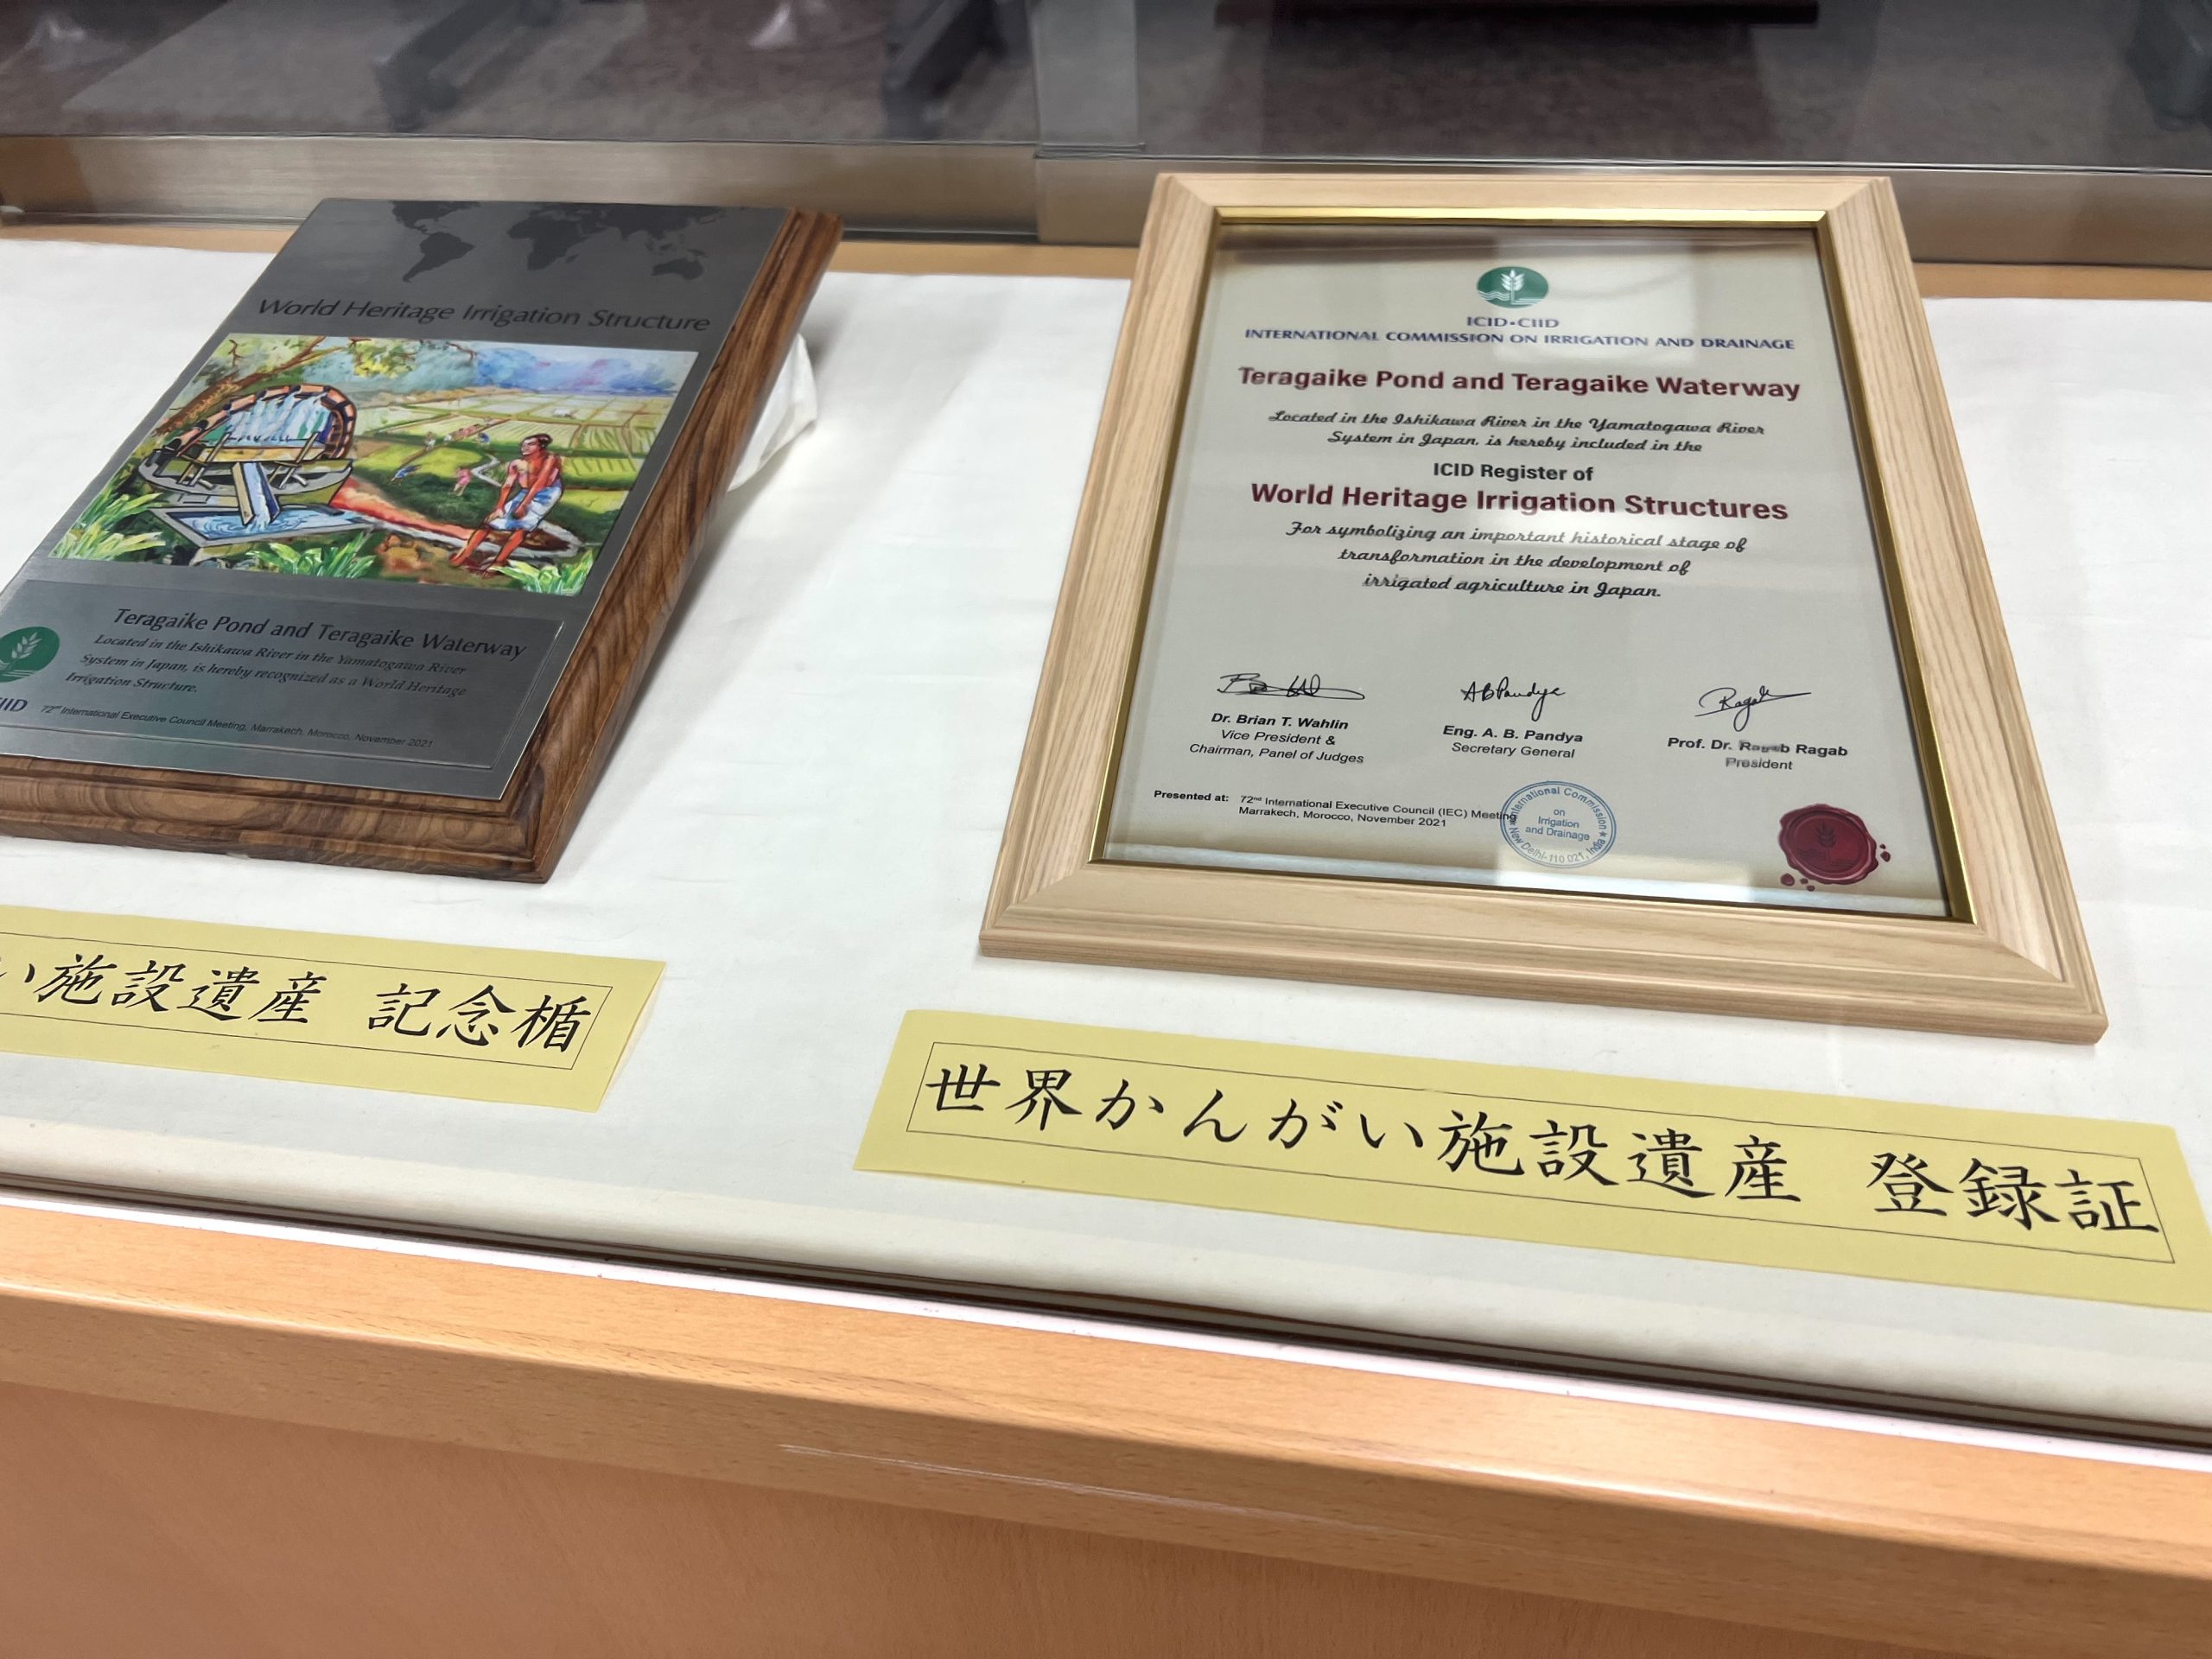 World Heritage Irrigation Structure
Teragaike Pond and Teragaike Waterway
Located in the Ishikawa River in the Yamatogawa River
System in Japan, is hereby recognized as a World Heritage
Irrigation Structure.
72nd International Executive Council Meeting, Marrakech, Morocco, November 2021
い施設遺産 記念楯
ICID•CIID
INTERNATIONAL COMMISSION ON IRRIGATION AND DRAINAGE
Teragaike Pond and Teragaike Waterway
Located in the Ishikawa River in the Yamatogawa River
System in Japan, is hereby included in the
ICID Register of
World Heritage Irrigation Structures
For symbolizing an important historical stage of
transformation in the development of
irrigated agriculture in Japan.
ABPandya
Ragab
Dr. Brian T. Wahlin
Vice President &
Chairman, Panel of Judges
Eng. A. B. Pandya
Secretary General
Prof. Dr. Ragab Ragab
President
Presented at: 72nd International Executive Council (IEC) Meeting
Marrakech, Morocco, November 2021
International Commission
on
Irrigation
and Drainage
New Delhi-110 021, India
世界かんがい施設遺産 登録証